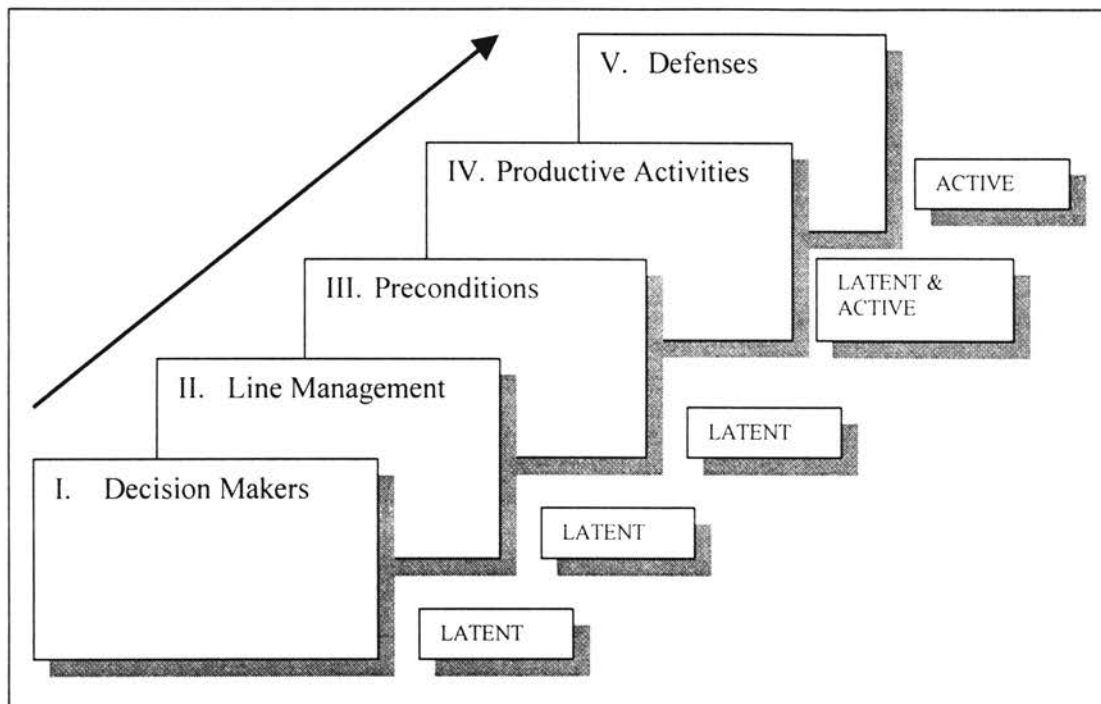 V. Defenses
IV. Productive Activities
ACTIVE
III. Preconditions
LATENT &
ACTIVE
II. Line Management
LATENT
I. Decision Makers
LATENT
LATENT